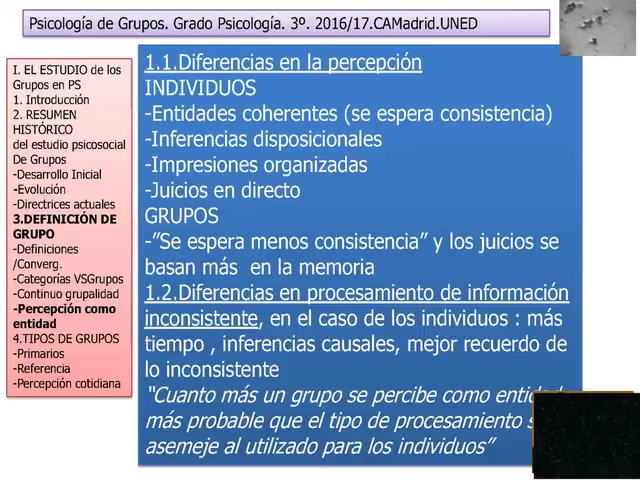 Psicología de Grupos. Grado Psicología. 3º. 2016/17.CAMadrid.UNED
I. EL ESTUDIO de los
Grupos en PS
1. Introducción
2. RESUMEN
HISTÓRICO
del estudio psicosocial
De Grupos
-Desarrollo Inicial
-Evolución
-Directrices actuales
3.DEFINICIÓN DE
GRUPO
-Definiciones
/Converg.
-Categorías VSGrupos
-Continuo grupalidad
-Percepción como
entidad
4.TIPOS DE GRUPOS
-Primarios
-Referencia
-Percepción cotidiana
1.1.Diferencias en la percepción
INDIVIDUOS
-Entidades coherentes (se espera consistencia)
-Inferencias disposicionales
-Impresiones organizadas
-Juicios en directo
GRUPOS
-”Se espera menos consistencia” y los juicios se
basan más en la memoria
1.2.Diferencias en procesamiento de información
inconsistente, en el caso de los individuos : más
tiempo , inferencias causales, mejor recuerdo de
lo inconsistente
“Cuanto más un grupo se percibe como
más probable que el tipo de procesamiento
asemeje al utilizado para los individuos”